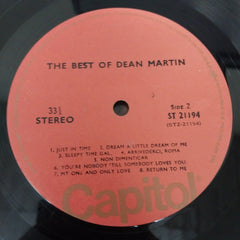 THE BEST OF DEAN MARTIN
33⅓
STEREO
Side 2
ST 21194
(ST2-21194)
1. JUST IN TIME 2. DREAM A LITTLE DREAM OF ME
3. SLEEPY TIME GAL. 4. ARRIVEDERCI, ROMA
5. NON DIMENTICAR
6. YOU'RE NOBODY 'TILL SOMEBODY LOVES YOU
7. MY ONLY AND ONLY LOVE 8. RETURN TO ME
Capitol